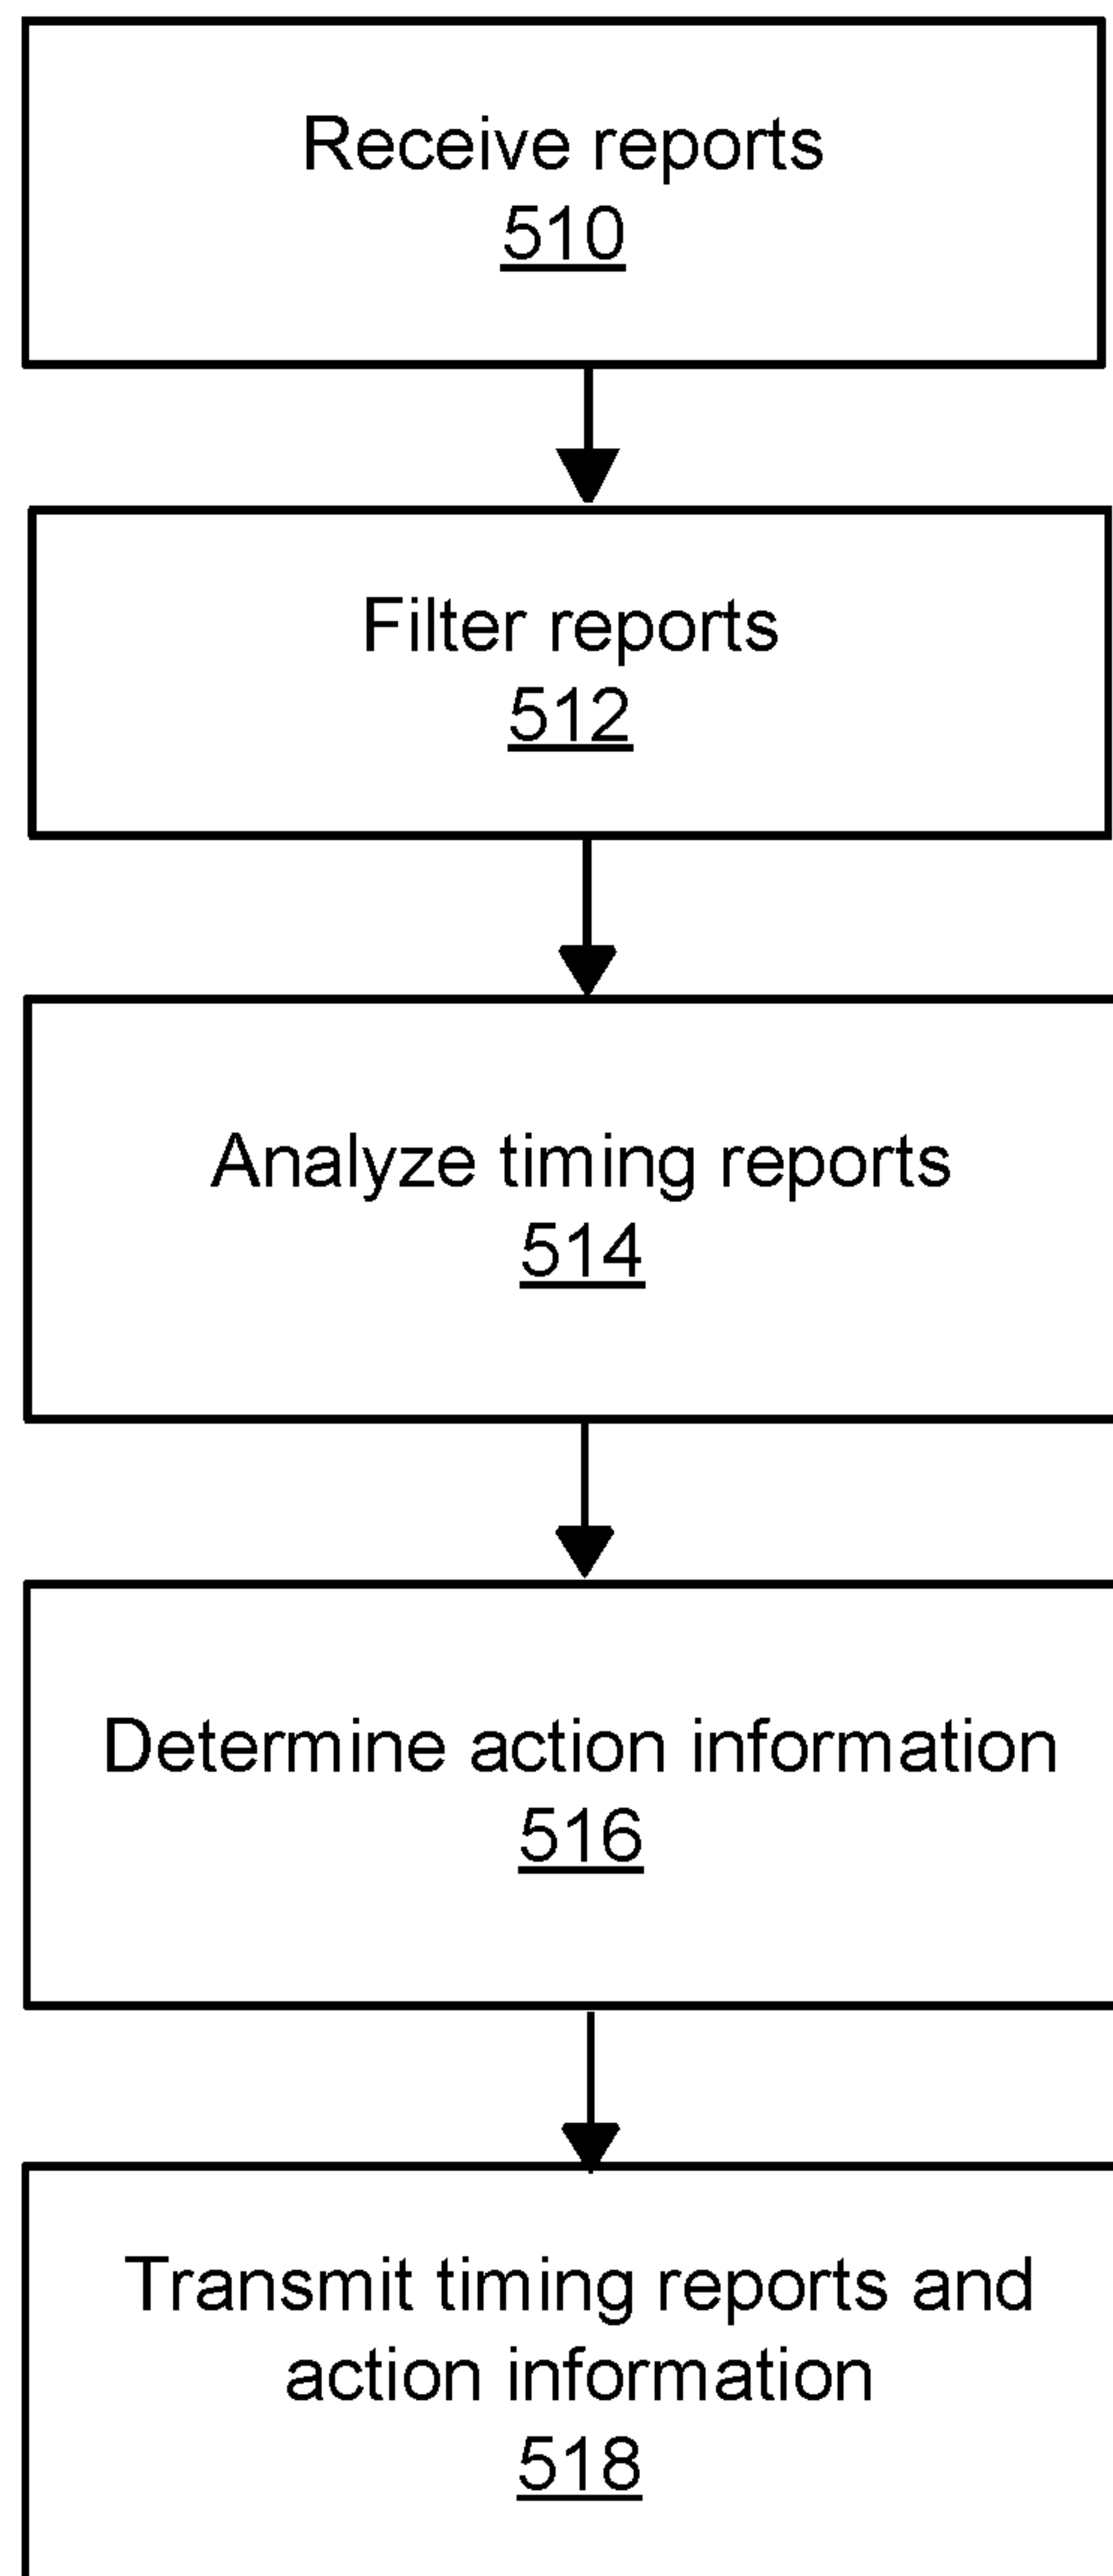 Receive reports
510
Filter reports
512
Analyze timing reports
514
Determine action information
516
Transmit timing reports and
action information
518